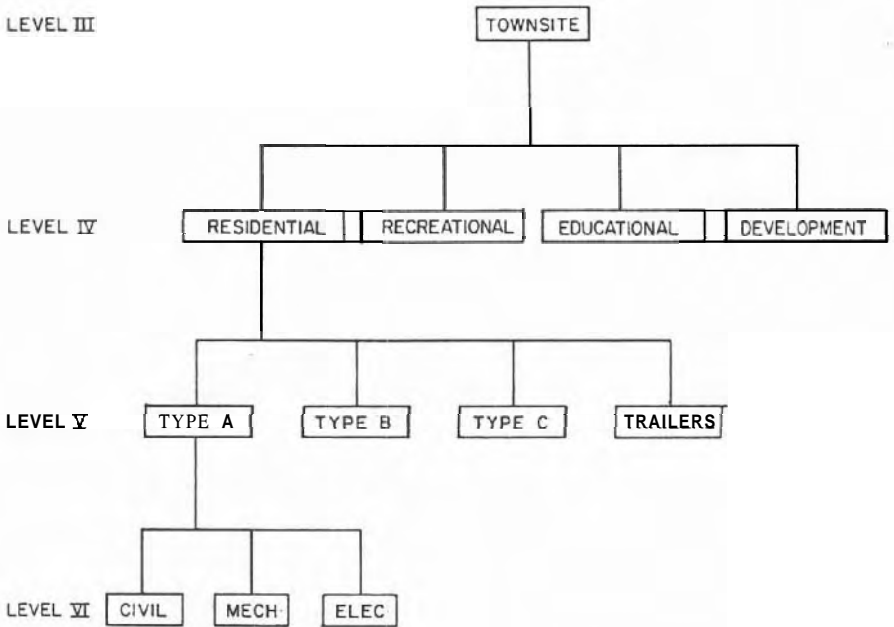 LEVEL III TOWNSITE
LEVEL IV RESIDENTIAL RECREATIONAL EDUCATIONAL DEVELOPMENT
LEVEL V TYPE A TYPE B TYPE C TRAILERS
LEVEL VI CIVIL MECH· ELEC